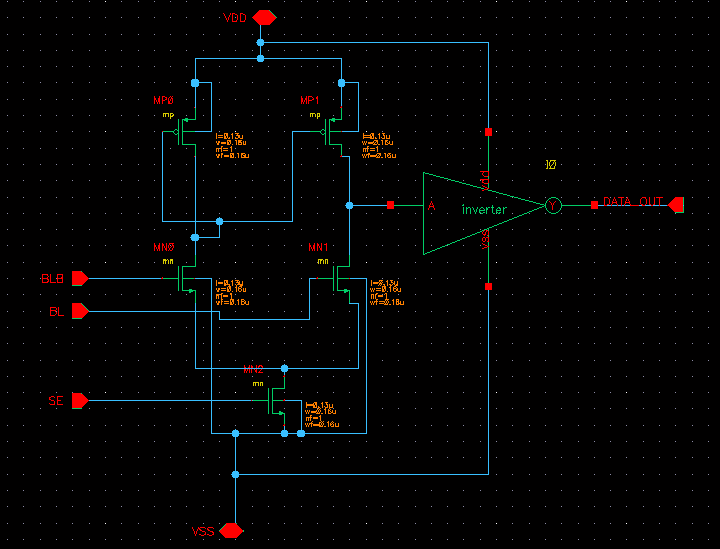 VDD
MP0
mp
l=0.13u
w=0.16u
nf=1
wf=0.16u
MP1
mp
l=0.13u
w=0.16u
nf=1
wf=0.16u
I0
vdd
A
inverter
Y
DATA_OUT
VSS
MN0
mn
BLB
l=0.13u
w=0.16u
nf=1
wf=0.16u
MN1
mn
l=0.13u
w=0.16u
nf=1
wf=0.16u
BL
MN2
mn
SE
l=0.13u
w=0.16u
nf=1
wf=0.16u
VSS